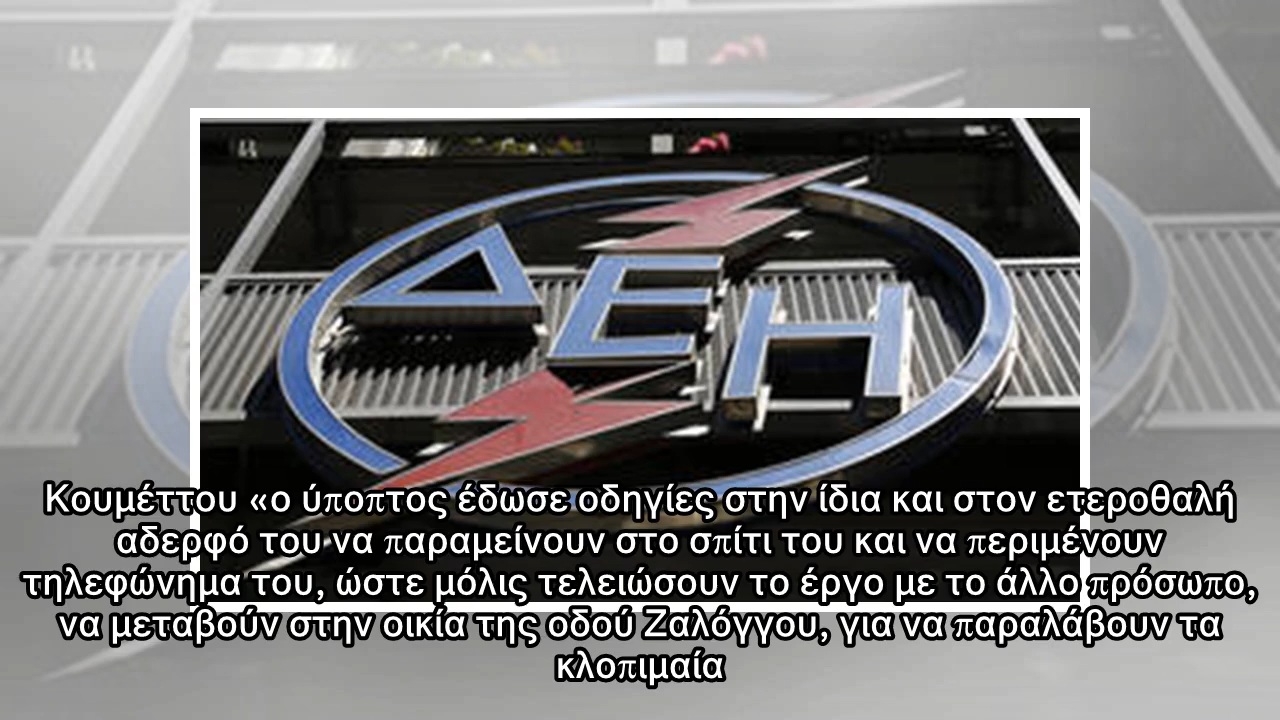 ΔΕΗ
Κουμέττου «ο ύποπτος έδωσε οδηγίες στην ίδια και στον ετεροθαλή
αδερφό του να παραμείνουν στο σπίτι του και να περιμένουν
τηλεφώνημα του, ώστε μόλις τελειώσουν το έργο με το άλλο πρόσωπο,
να μεταβούν στην οικία της οδού Ζαλόγγου, για να παραλάβουν τα
κλοπιμαία